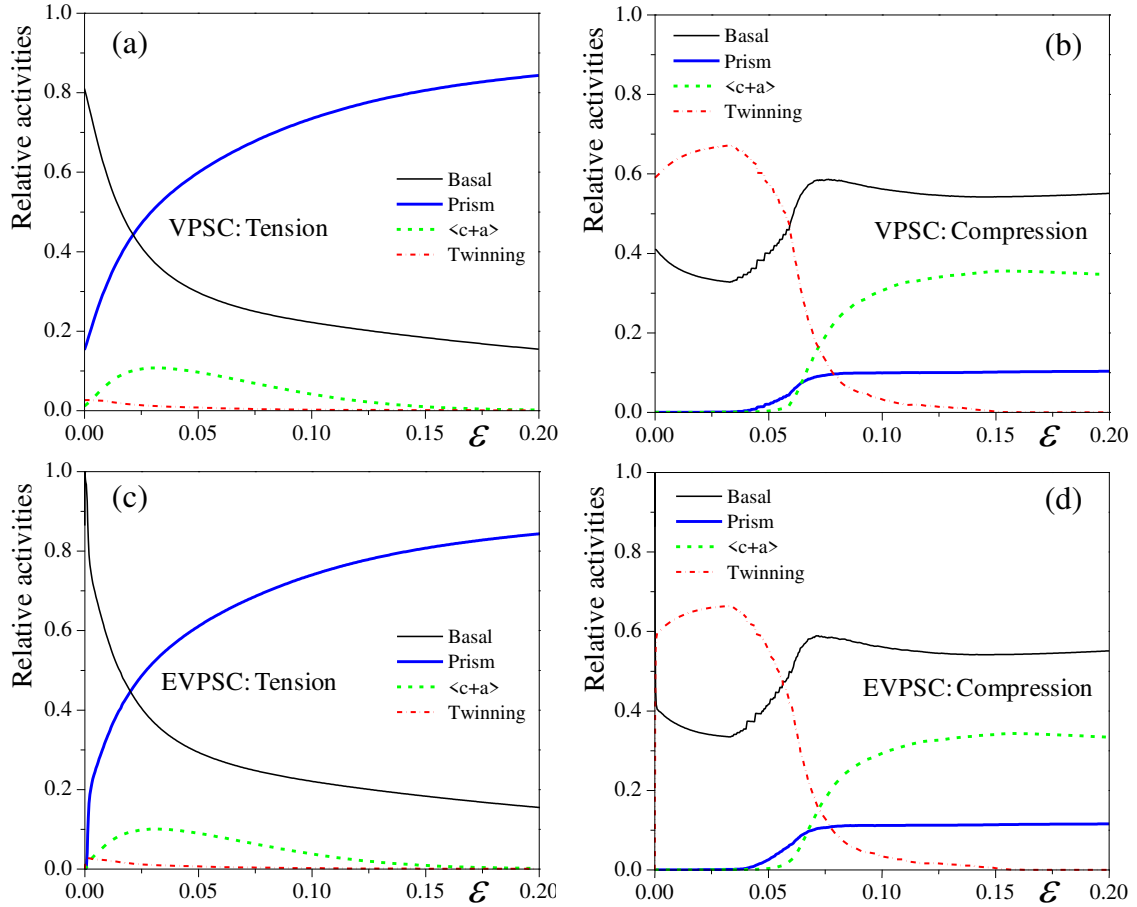 (a)
Relative activities
1.0
0.8
0.6
0.4
0.2
0.0
Basal
Prism
<c+a>
Twinning
VPSC: Tension
0.00 0.05 0.10 0.15 0.20
ε
(b)
Relative activities
1.0
0.8
0.6
0.4
0.2
0.0
Basal
Prism
<c+a>
Twinning
VPSC: Compression
0.00 0.05 0.10 0.15 0.20
ε
(c)
Relative activities
1.0
0.8
0.6
0.4
0.2
0.0
Basal
Prism
<c+a>
Twinning
EVPSC: Tension
0.00 0.05 0.10 0.15 0.20
ε
(d)
Relative activities
1.0
0.8
0.6
0.4
0.2
0.0
Basal
Prism
<c+a>
Twinning
EVPSC: Compression
0.00 0.05 0.10 0.15 0.20
ε